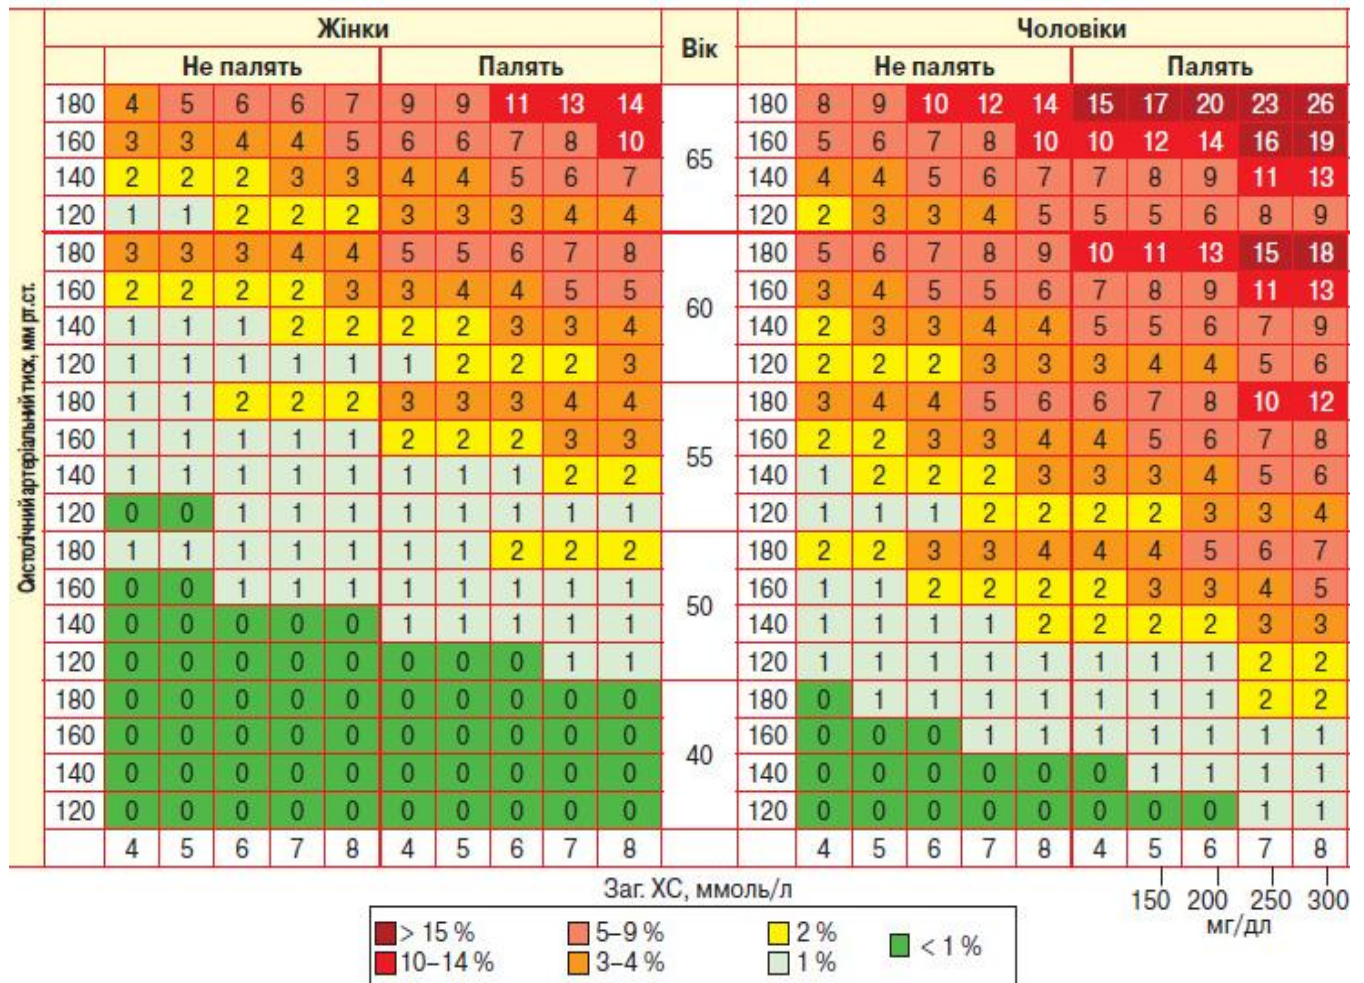 Жінки Вік Чоловіки
Не палять Палять Не палять Палять
Систолічний артеріальний тиск, мм рт.ст.
180 4 5 6 6 7 9 9 11 13 14 65 180 8 9 10 12 14 15 17 20 23 26
160 3 3 4 4 5 6 6 7 8 10 160 5 6 7 8 10 10 12 14 16 19
140 2 2 2 3 3 4 4 5 6 7 140 4 4 5 6 7 7 8 9 11 13
120 1 1 2 2 2 3 3 3 4 4 120 2 3 3 4 5 5 5 6 8 9
180 3 3 3 4 4 5 5 6 7 8 60 180 5 6 7 8 9 10 11 13 15 18
160 2 2 2 2 3 3 4 4 5 5 160 3 4 5 5 6 7 8 9 11 13
140 1 1 1 2 2 2 2 3 3 4 140 2 3 3 4 4 5 5 6 7 9
120 1 1 1 1 1 1 2 2 2 3 120 2 2 2 3 3 3 4 4 5 6
180 1 1 2 2 2 3 3 3 4 4 55 180 3 4 4 5 6 6 7 8 10 12
160 1 1 1 1 1 2 2 2 3 3 160 2 2 3 3 4 4 5 6 7 8
140 1 1 1 1 1 1 1 1 2 2 140 1 2 2 2 3 3 3 4 5 6
120 0 0 1 1 1 1 1 1 1 1 120 1 1 1 2 2 2 2 3 3 4
180 1 1 1 1 1 1 1 2 2 2 50 180 2 2 3 3 4 4 4 5 6 7
160 0 0 1 1 1 1 1 1 1 1 160 1 1 2 2 2 2 3 3 4 5
140 0 0 0 0 0 1 1 1 1 1 140 1 1 1 1 2 2 2 2 3 3
120 0 0 0 0 0 0 0 0 1 1 120 1 1 1 1 1 1 1 1 2 2
180 0 0 0 0 0 0 0 0 0 0 40 180 0 1 1 1 1 1 1 1 2 2
160 0 0 0 0 0 0 0 0 0 0 160 0 0 0 1 1 1 1 1 1 1
140 0 0 0 0 0 0 0 0 0 0 140 0 0 0 0 0 0 1 1 1 1
120 0 0 0 0 0 0 0 0 0 0 120 0 0 0 0 0 0 0 0 1 1
4 5 6 7 8 4 5 6 7 8 4 5 6 7 8 4 5 6 7 8
Заг. ХС, ммоль/л
150 200 250 300
мг/дл
> 15 % 5–9 % 2 % < 1 %
10–14 % 3–4 % 1 %